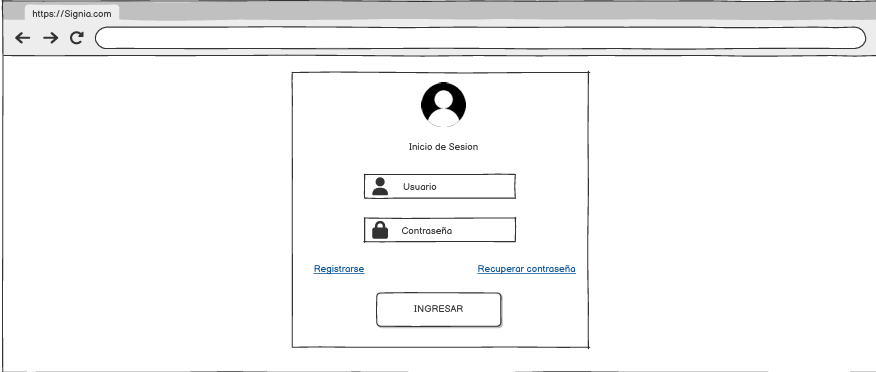 https://Signia.com
Inicio de Sesion
Usuario
Contraseña
Registrarse
Recuperar contraseña
INGRESAR